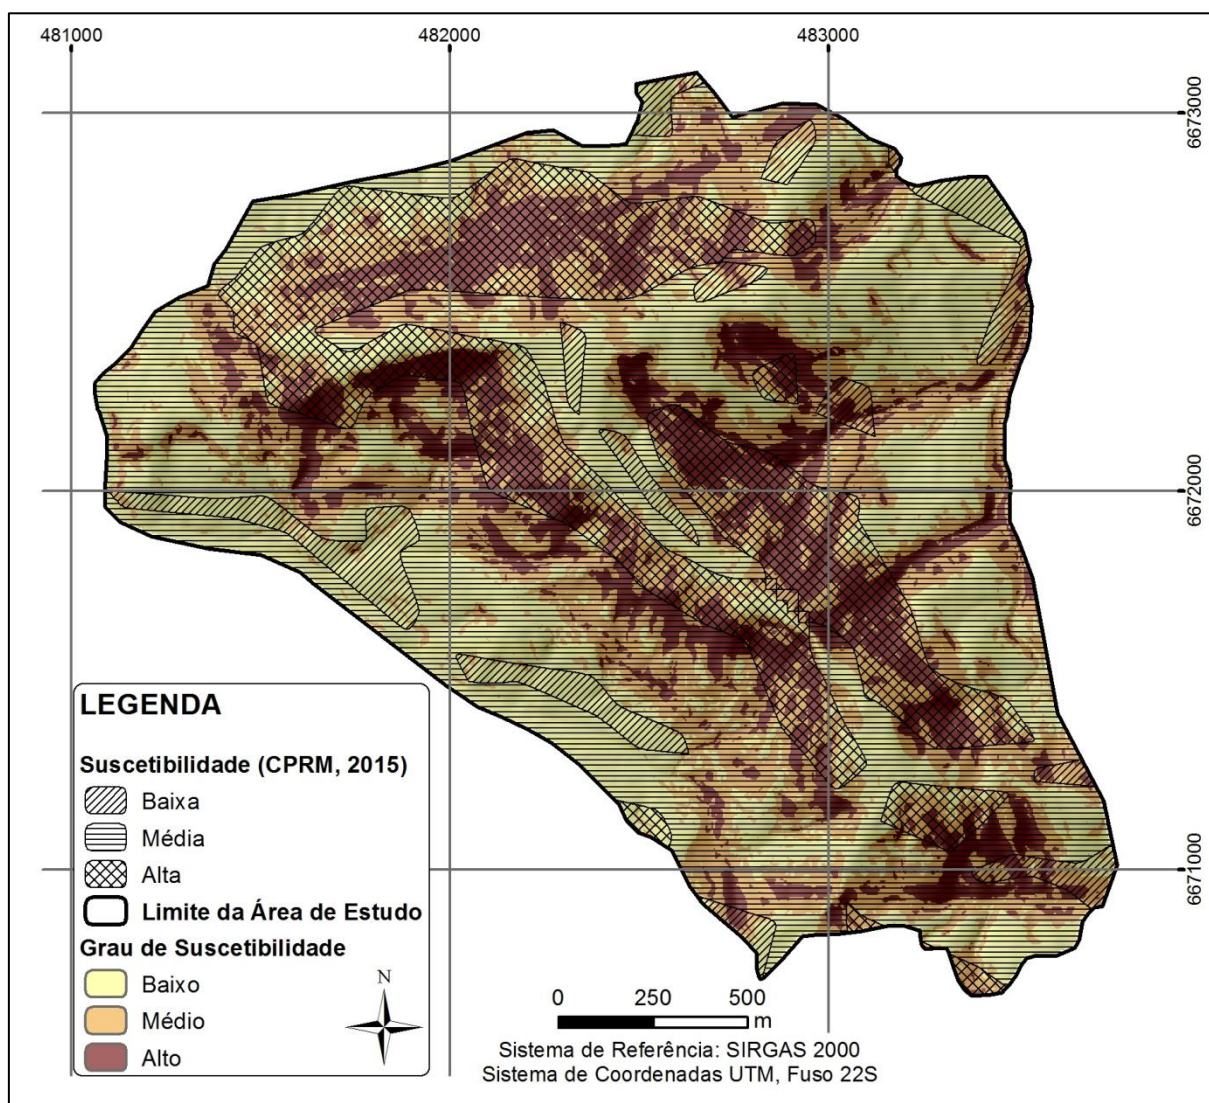 481000
482000
483000
6673000
6672000
6671000
LEGENDA
Suscetibilidade (CPRM, 2015)
Baixa
Média
Alta
Limite da Área de Estudo
Grau de Suscetibilidade
Baixo
Médio
Alto
N
0 250 500
m
Sistema de Referência: SIRGAS 2000
Sistema de Coordenadas UTM, Fuso 22S